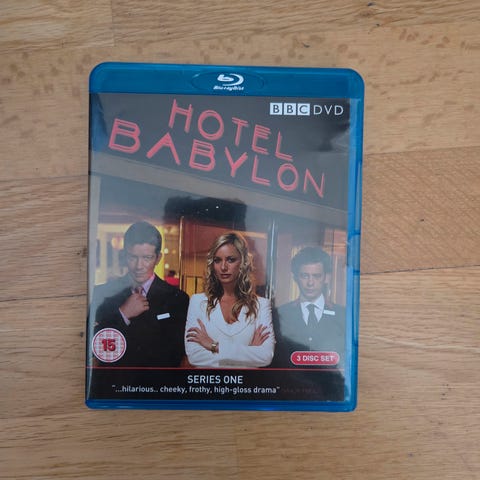 Blu-ray Disc
BBC DVD
HOTEL
BABYLON
15
3 DISC SET
SERIES ONE
"...hilarious.. cheeky, frothy, high-gloss drama"